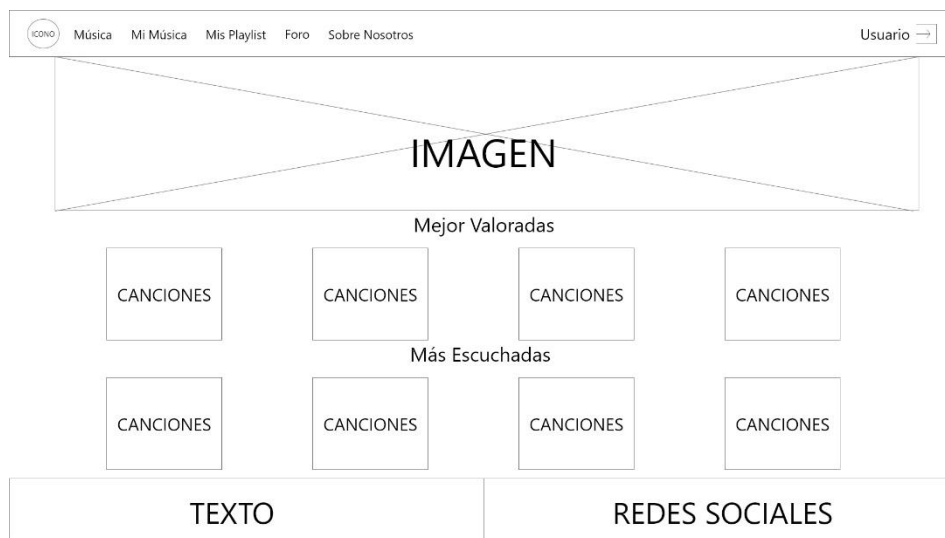 ICONO Música Mi Música Mis Playlist Foro Sobre Nosotros Usuario
IMAGEN
Mejor Valoradas
CANCIONES CANCIONES CANCIONES CANCIONES
Más Escuchadas
CANCIONES CANCIONES CANCIONES CANCIONES
TEXTO REDES SOCIALES